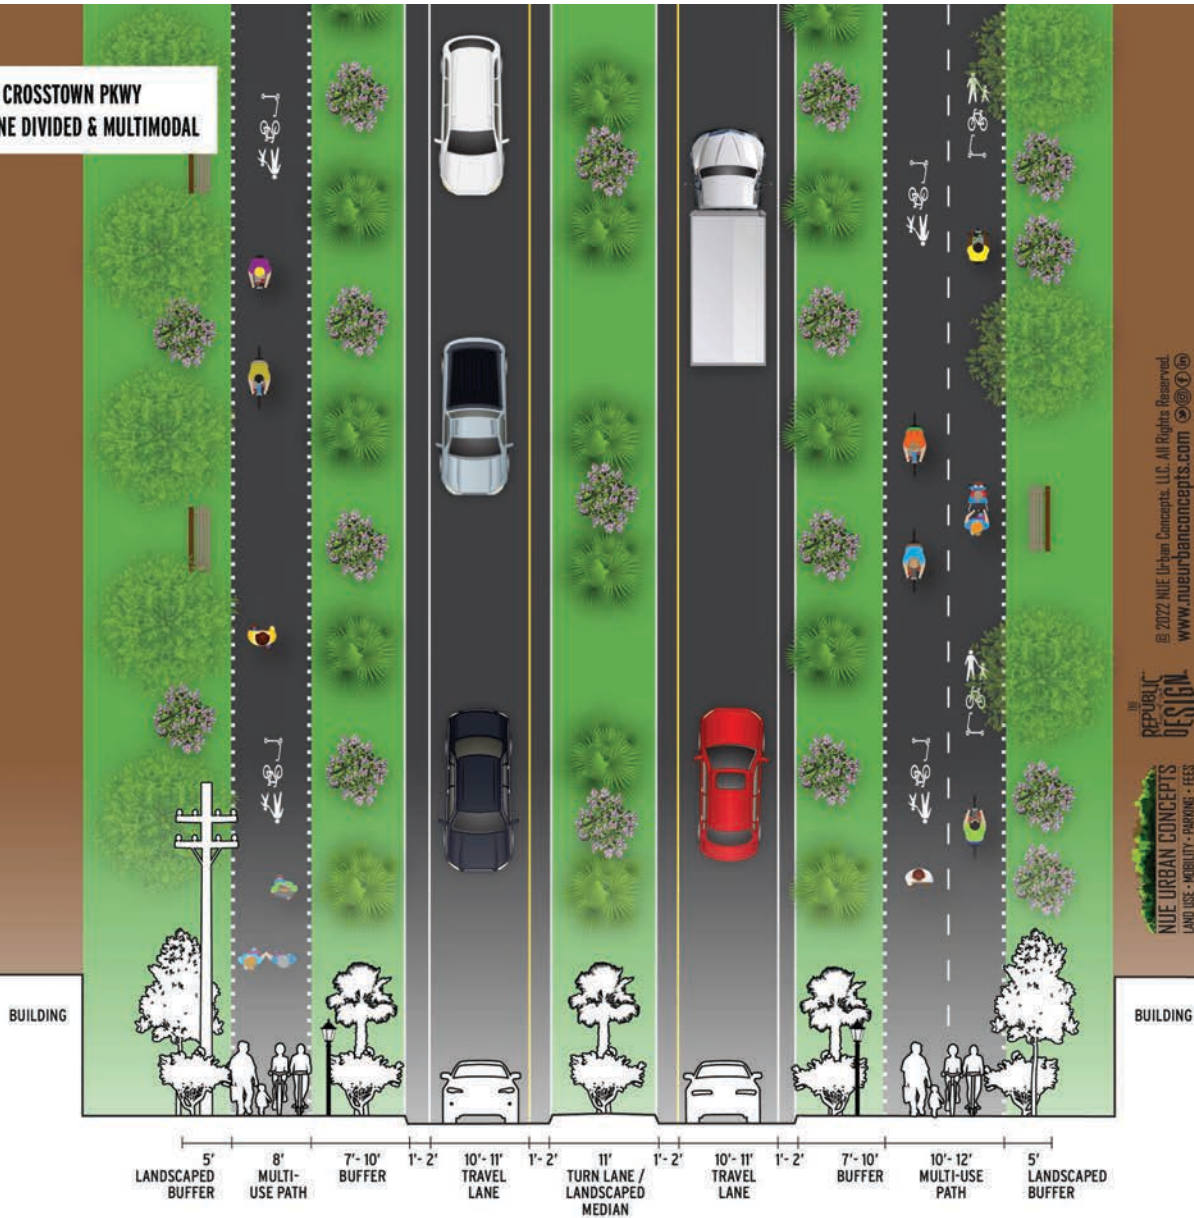 CROSSTOWN PKWY
NE DIVIDED & MULTIMODAL
© 2022 NUE Urban Concepts, LLC. All Rights Reserved.
www.nueurbanconcepts.com
THE
REPUBLIC
DESIGN
NUE URBAN CONCEPTS
LAND USE • MOBILITY • PARKING • FEES
BUILDING
BUILDING
5'
LANDSCAPED
BUFFER
8'
MULTI-
USE PATH
7'- 10'
BUFFER
1'- 2'
10'- 11'
TRAVEL
LANE
1'- 2'
11'
TURN LANE /
LANDSCAPED
MEDIAN
1'- 2'
10'- 11'
TRAVEL
LANE
1'- 2'
7'- 10'
BUFFER
10'- 12'
MULTI-USE
PATH
5'
LANDSCAPED
BUFFER